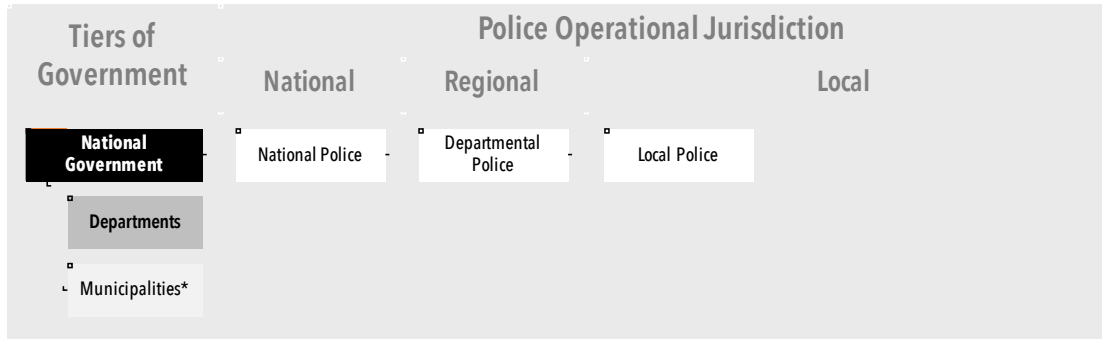 Tiers of
Government
Police Operational Jurisdiction
National
Regional
Local
National
Government
National Police
Departmental
Police
Local Police
Departments
Municipalities*